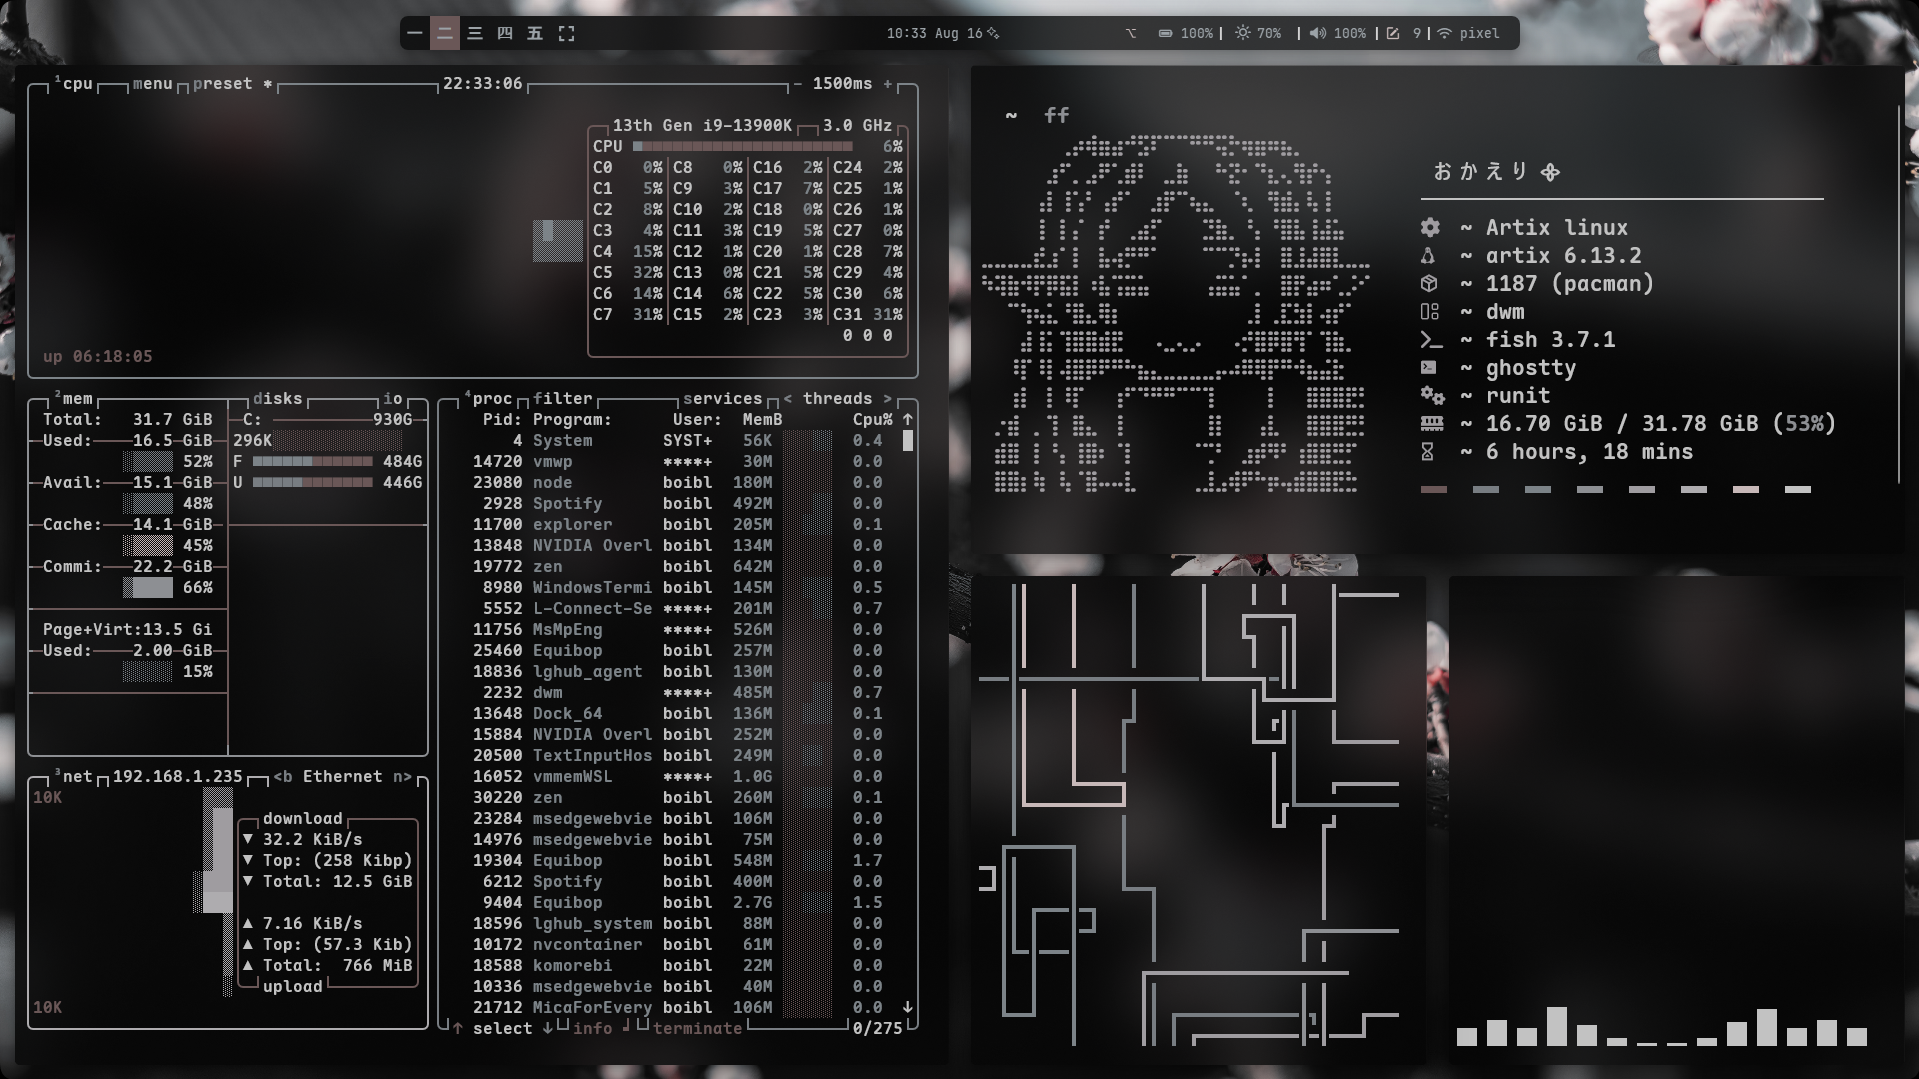 一 二 三 四 五
10:33 Aug 16
100% | 70% | 100% | 9 | pixel
¹cpu menu preset * 22:33:06 - 1500ms +
13th Gen i9-13900K 3.0 GHz
CPU 6%
C0 0% C8 0% C16 2% C24 2%
C1 5% C9 3% C17 7% C25 1%
C2 8% C10 2% C18 0% C26 1%
C3 4% C11 3% C19 5% C27 0%
C4 15% C12 1% C20 1% C28 7%
C5 32% C13 0% C21 5% C29 4%
C6 14% C14 6% C22 5% C30 6%
C7 31% C15 2% C23 3% C31 31%
0 0 0
up 06:18:05
²mem
Total: 31.7 GiB
Used: 16.5 GiB
52%
Avail: 15.1 GiB
48%
Cache: 14.1 GiB
45%
Commi: 22.2 GiB
66%
Page+Virt:13.5 Gi
Used: 2.00 GiB
15%
disks io
C: 930G
296K
F 484G
U 446G
³net 192.168.1.235 <b Ethernet n>
10K
download
▼ 32.2 KiB/s
▼ Top: (258 Kibp)
▼ Total: 12.5 GiB
▲ 7.16 KiB/s
▲ Top: (57.3 Kib)
▲ Total: 766 MiB
upload
10K
⁴proc filter services < threads >
Pid: Program: User: MemB Cpu% ↑
4 System SYST+ 56K 0.4
14720 vmwp ****+ 30M 0.0
23080 node boibl 180M 0.0
2928 Spotify boibl 492M 0.0
11700 explorer boibl 205M 0.1
13848 NVIDIA Overl boibl 134M 0.0
19772 zen boibl 642M 0.0
8980 WindowsTermi boibl 145M 0.5
5552 L-Connect-Se ****+ 201M 0.7
11756 MsMpEng ****+ 526M 0.0
25460 Equibop boibl 257M 0.0
18836 lghub_agent boibl 130M 0.0
2232 dwm ****+ 485M 0.7
13648 Dock_64 boibl 136M 0.1
15884 NVIDIA Overl boibl 252M 0.0
20500 TextInputHos boibl 249M 0.0
16052 vmmemWSL ****+ 1.0G 0.0
30220 zen boibl 260M 0.1
23284 msedgewebvie boibl 106M 0.0
14976 msedgewebvie boibl 75M 0.0
19304 Equibop boibl 548M 1.7
6212 Spotify boibl 400M 0.0
9404 Equibop boibl 2.7G 1.5
18596 lghub_system boibl 88M 0.0
10172 nvcontainer boibl 61M 0.0
18588 komorebi boibl 22M 0.0
10336 msedgewebvie boibl 40M 0.0
21712 MicaForEvery boibl 106M 0.0 ↓
↑ select ↓ info ↲ terminate 0/275
~ ff
おかえり
~ Artix linux
~ artix 6.13.2
~ 1187 (pacman)
~ dwm
~ fish 3.7.1
~ ghostty
~ runit
~ 16.70 GiB / 31.78 GiB (53%)
~ 6 hours, 18 mins